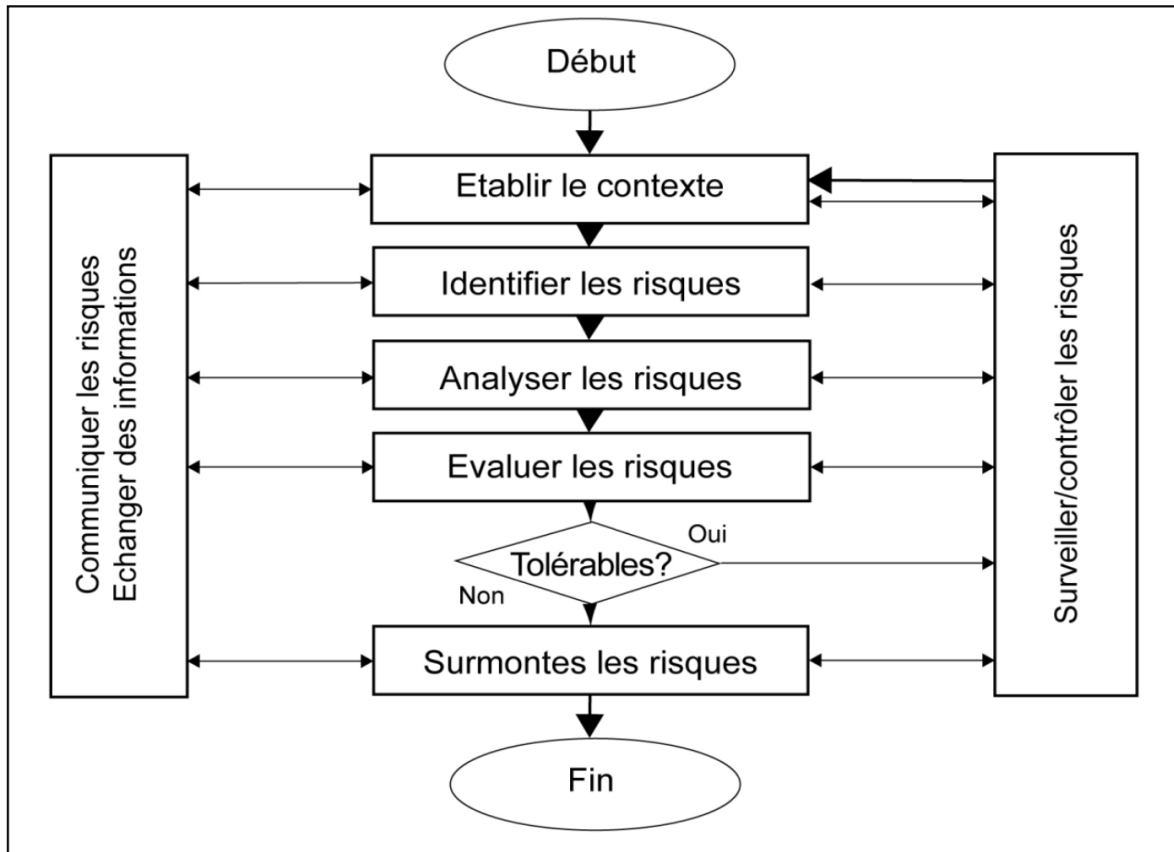 Début
Etablir le contexte
Identifier les risques
Analyser les risques
Evaluer les risques
Oui
Tolérables?
Non
Surmontes les risques
Fin
Communiquer les risques
Echanger des informations
Surveiller/contrôler les risques